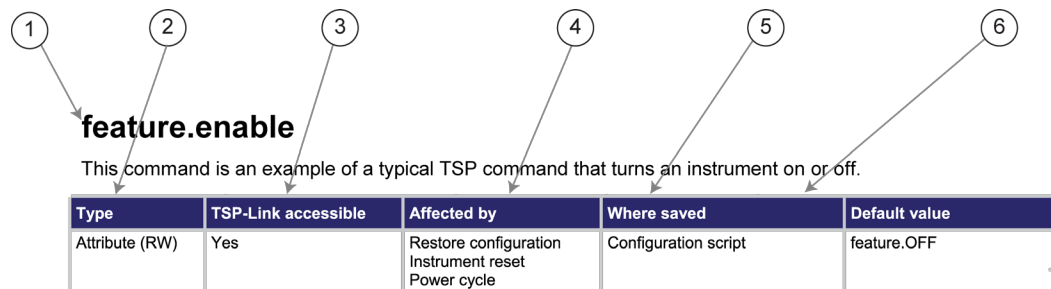 1 2 3 4 5 6
feature.enable
This command is an example of a typical TSP command that turns an instrument on or off.
Type TSP-Link accessible Affected by Where saved Default value
Attribute (RW) Yes Restore configuration Configuration script feature.OFF
Instrument reset
Power cycle